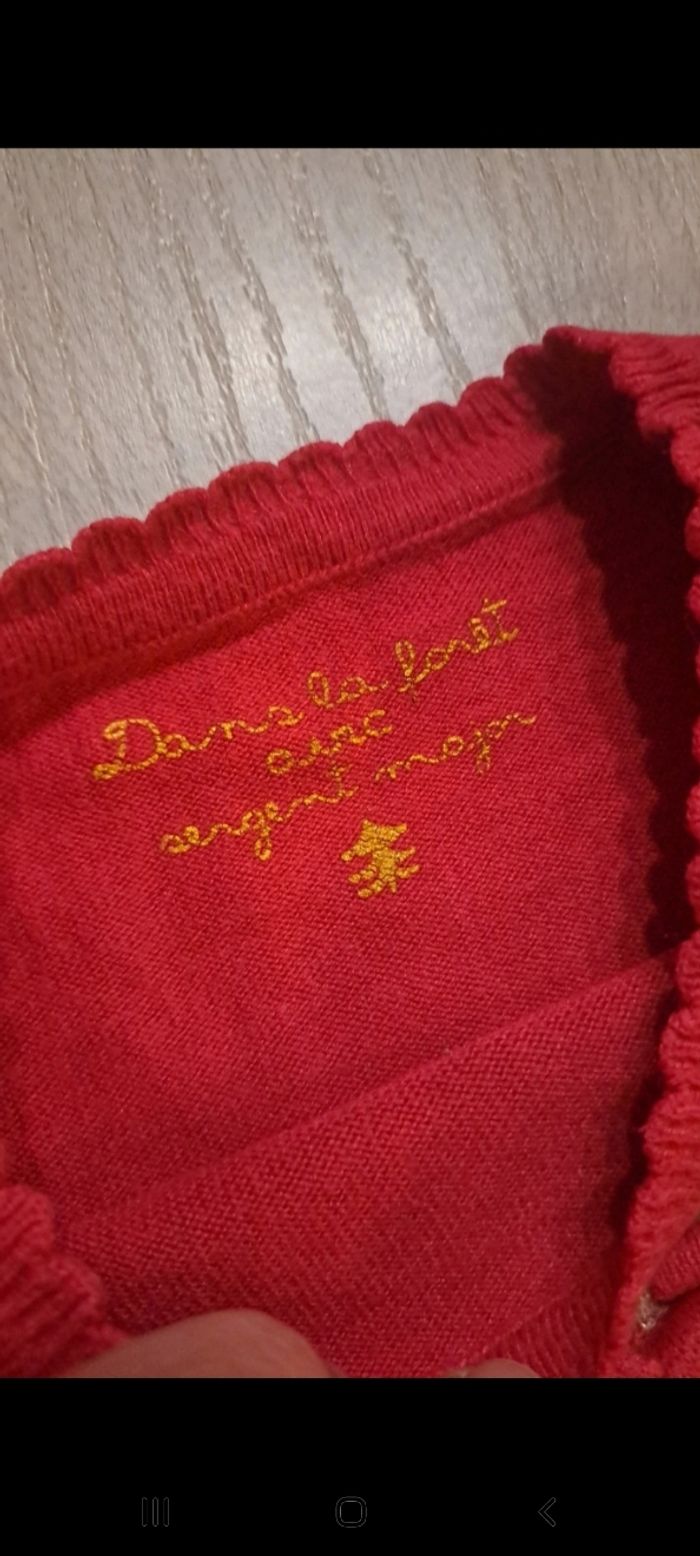 Dans la forêt
avec
sergent major